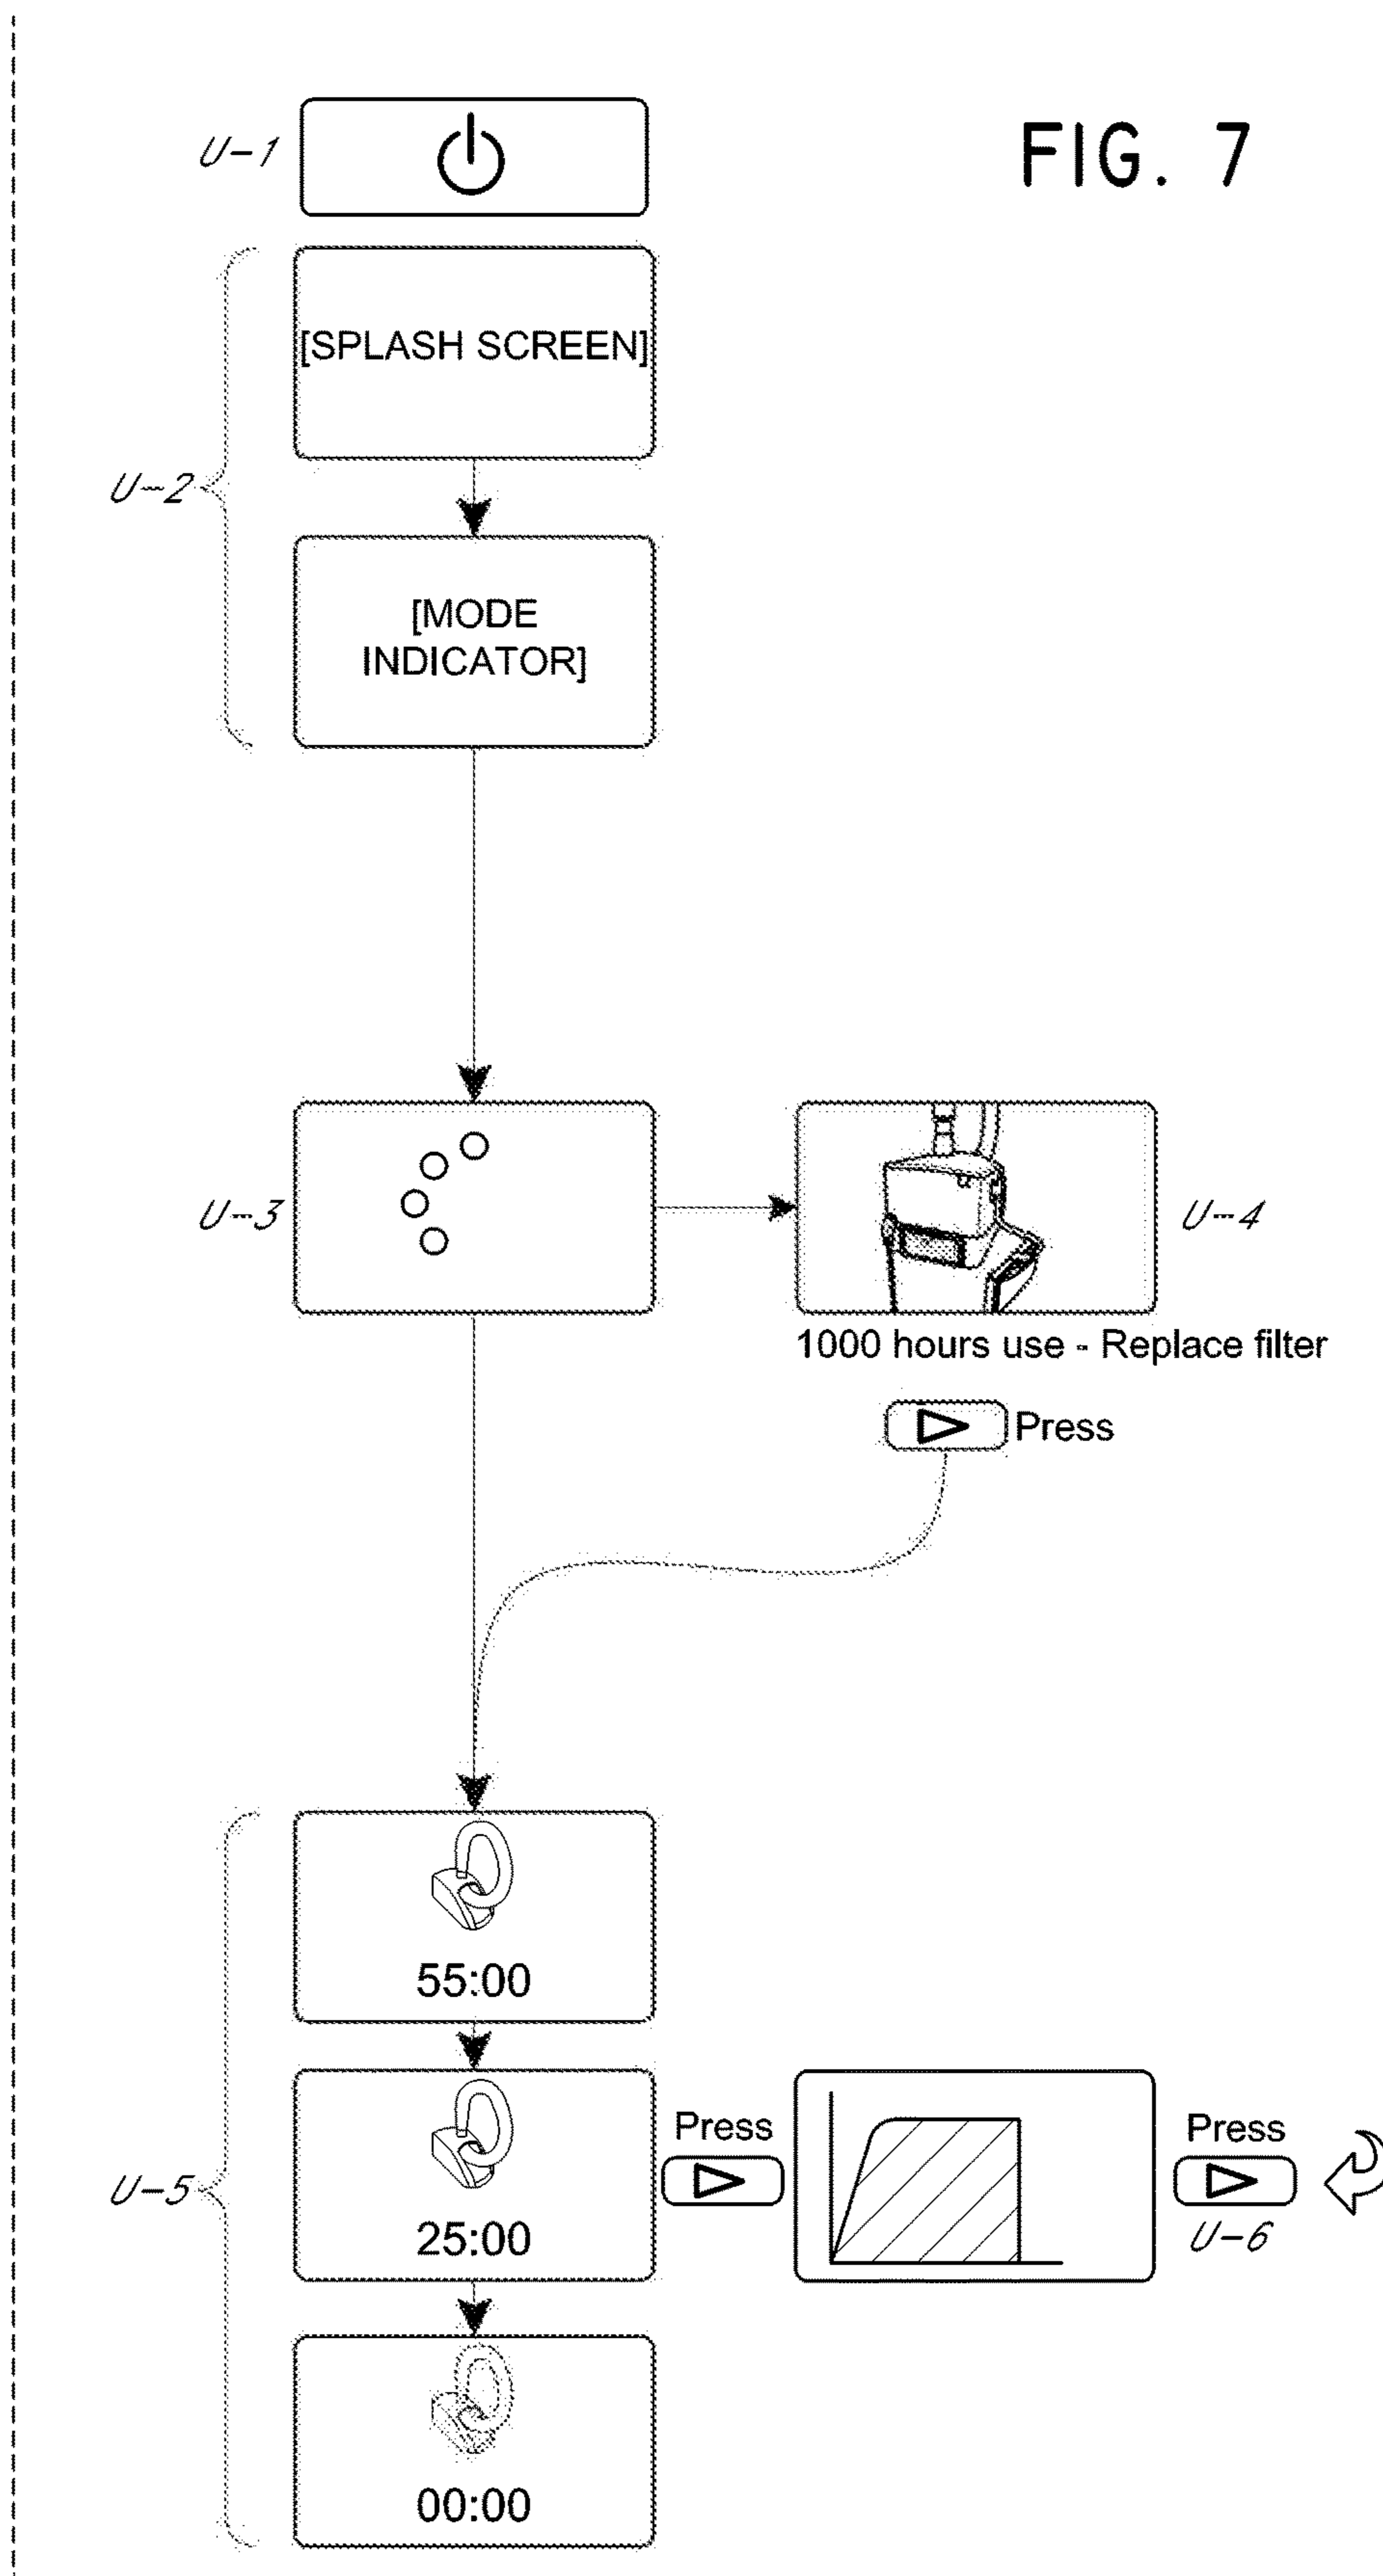 FIG. 7
U-1
[SPLASH SCREEN]
U-2
[MODE
INDICATOR]
U-3
U-4
1000 hours use - Replace filter
Press
55:00
Press
Press
U-5
25:00
U-6
00:00